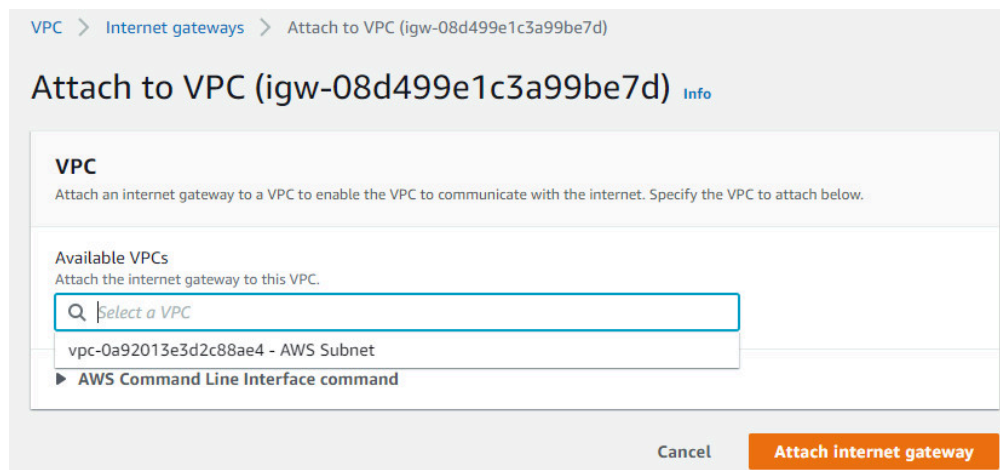 VPC > Internet gateways > Attach to VPC (igw-08d499e1c3a99be7d)
Attach to VPC (igw-08d499e1c3a99be7d) Info
VPC
Attach an internet gateway to a VPC to enable the VPC to communicate with the internet. Specify the VPC to attach below.
Available VPCs
Attach the internet gateway to this VPC.
Select a VPC
vpc-0a92013e3d2c88ae4 - AWS Subnet
AWS Command Line Interface command
Cancel Attach internet gateway